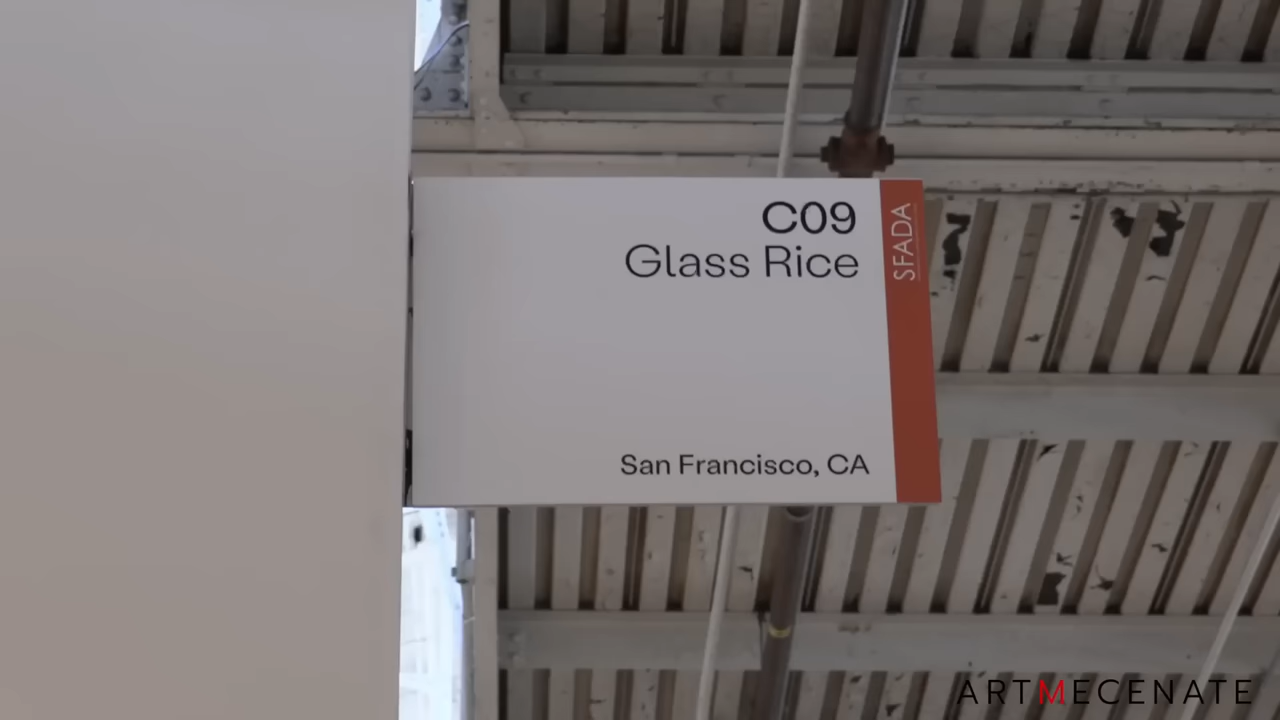 C09
Glass Rice
SFADA
San Francisco, CA
ARTMECENATE